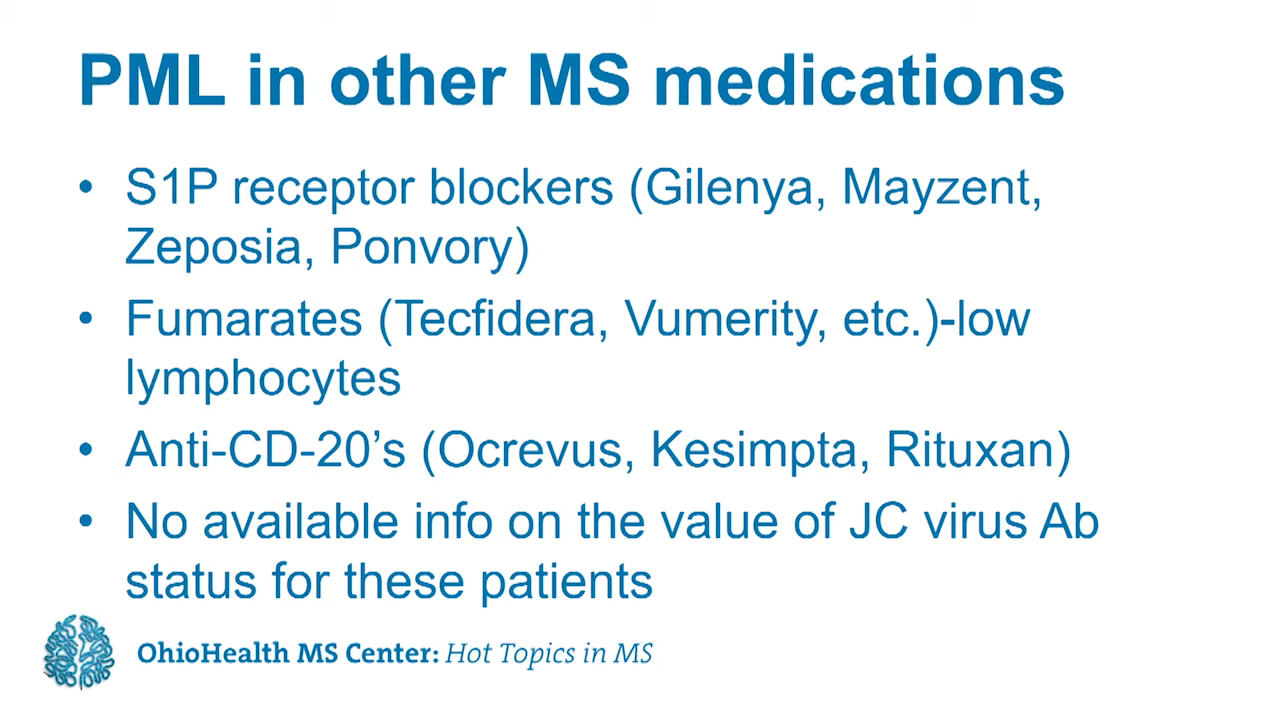 PML in other MS medications
• S1P receptor blockers (Gilenya, Mayzent,
Zeposia, Ponvory)
• Fumarates (Tecfidera, Vumerity, etc.)-low
lymphocytes
• Anti-CD-20’s (Ocrevus, Kesimpta, Rituxan)
• No available info on the value of JC virus Ab
status for these patients
OhioHealth MS Center: Hot Topics in MS